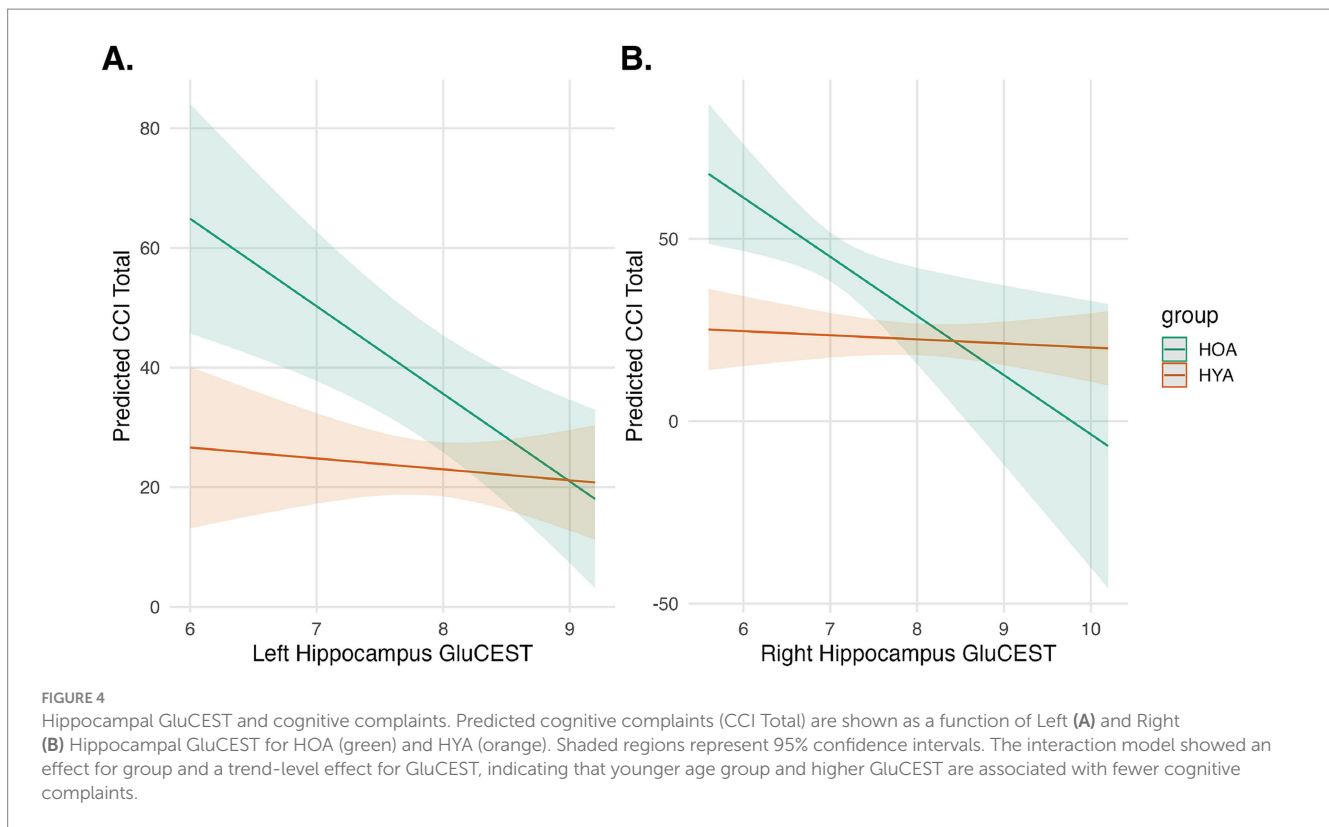 A.
80
60
40
20
0
Predicted CCI Total
6 7 8 9
Left Hippocampus GluCEST
B.
50
0
-50
Predicted CCI Total
6 7 8 9 10
Right Hippocampus GluCEST
group
HOA
HYA
FIGURE 4
Hippocampal GluCEST and cognitive complaints. Predicted cognitive complaints (CCI Total) are shown as a function of Left (A) and Right
(B) Hippocampal GluCEST for HOA (green) and HYA (orange). Shaded regions represent 95% confidence intervals. The interaction model showed an
effect for group and a trend-level effect for GluCEST, indicating that younger age group and higher GluCEST are associated with fewer cognitive
complaints.